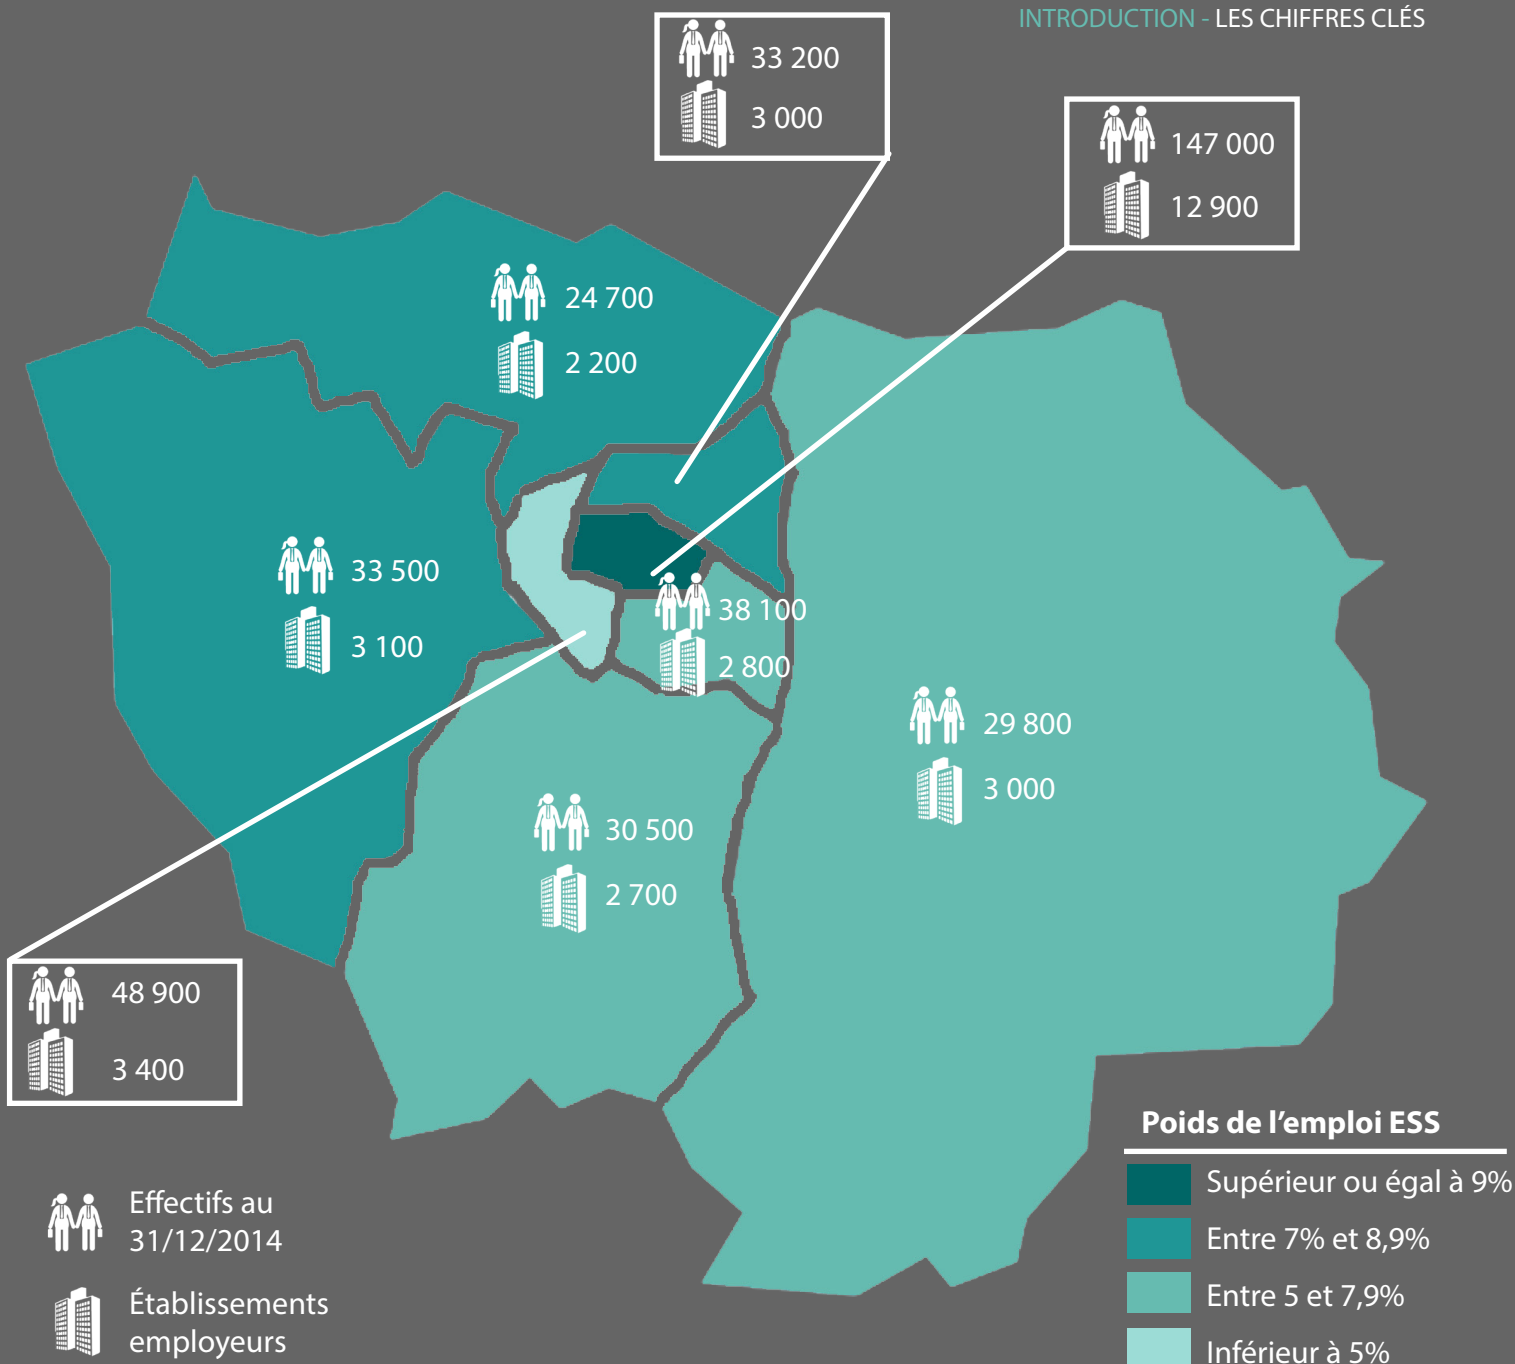 INTRODUCTION - LES CHIFFRES CLÉS
33 200
3 000
147 000
12 900
24 700
2 200
33 500
3 100
38 100
2 800
29 800
3 000
30 500
2 700
48 900
3 400
Effectifs au
31/12/2014
Établissements
employeurs
Poids de l'emploi ESS
Supérieur ou égal à 9%
Entre 7% et 8,9%
Entre 5 et 7,9%
Inférieur à 5%